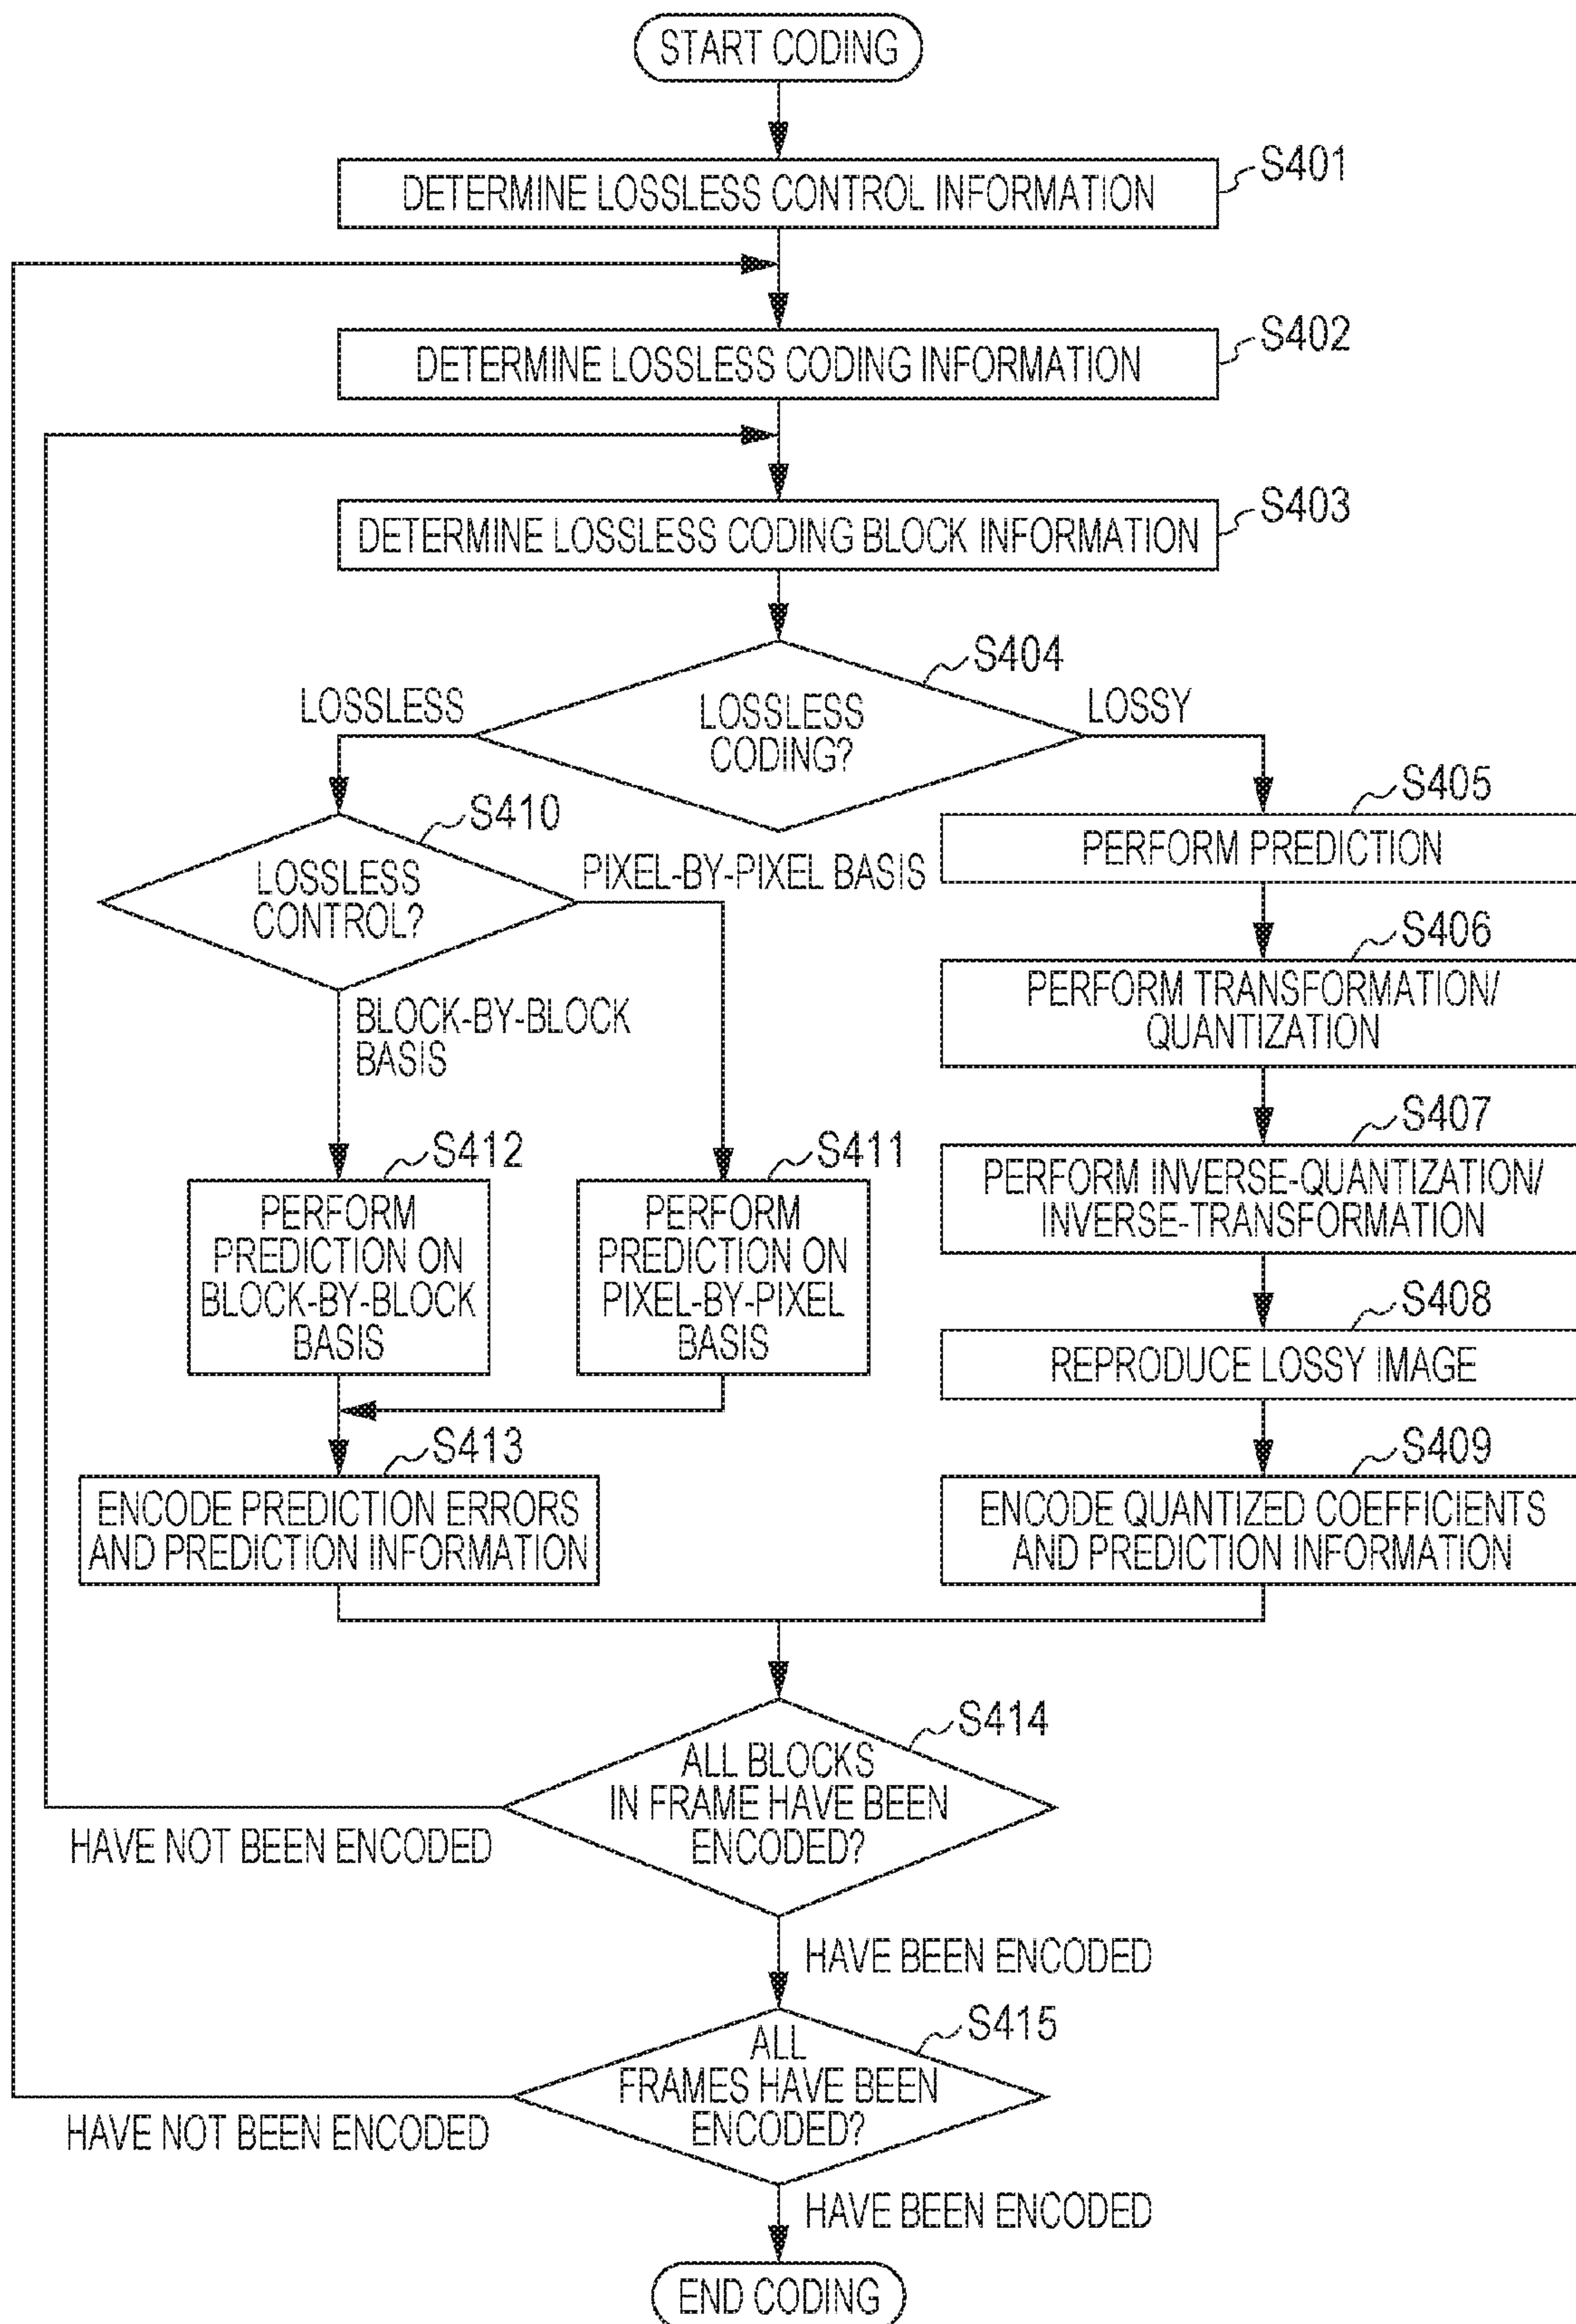 START CODING
S401
DETERMINE LOSSLESS CONTROL INFORMATION
S402
DETERMINE LOSSLESS CODING INFORMATION
S403
DETERMINE LOSSLESS CODING BLOCK INFORMATION
S404
LOSSLESS
LOSSY
LOSSLESS
CODING?
S405
PERFORM PREDICTION
S410
LOSSLESS
CONTROL?
PIXEL-BY-PIXEL BASIS
BLOCK-BY-BLOCK
BASIS
S406
PERFORM TRANSFORMATION/
QUANTIZATION
S407
PERFORM INVERSE-QUANTIZATION/
INVERSE-TRANSFORMATION
S412
PERFORM
PREDICTION ON
BLOCK-BY-BLOCK
BASIS
S411
PERFORM
PREDICTION ON
PIXEL-BY-PIXEL
BASIS
S408
REPRODUCE LOSSY IMAGE
S413
ENCODE PREDICTION ERRORS
AND PREDICTION INFORMATION
S409
ENCODE QUANTIZED COEFFICIENTS
AND PREDICTION INFORMATION
S414
ALL BLOCKS
IN FRAME HAVE BEEN
ENCODED?
HAVE NOT BEEN ENCODED
HAVE BEEN ENCODED
S415
ALL
FRAMES HAVE BEEN
ENCODED?
HAVE NOT BEEN ENCODED
HAVE BEEN ENCODED
END CODING